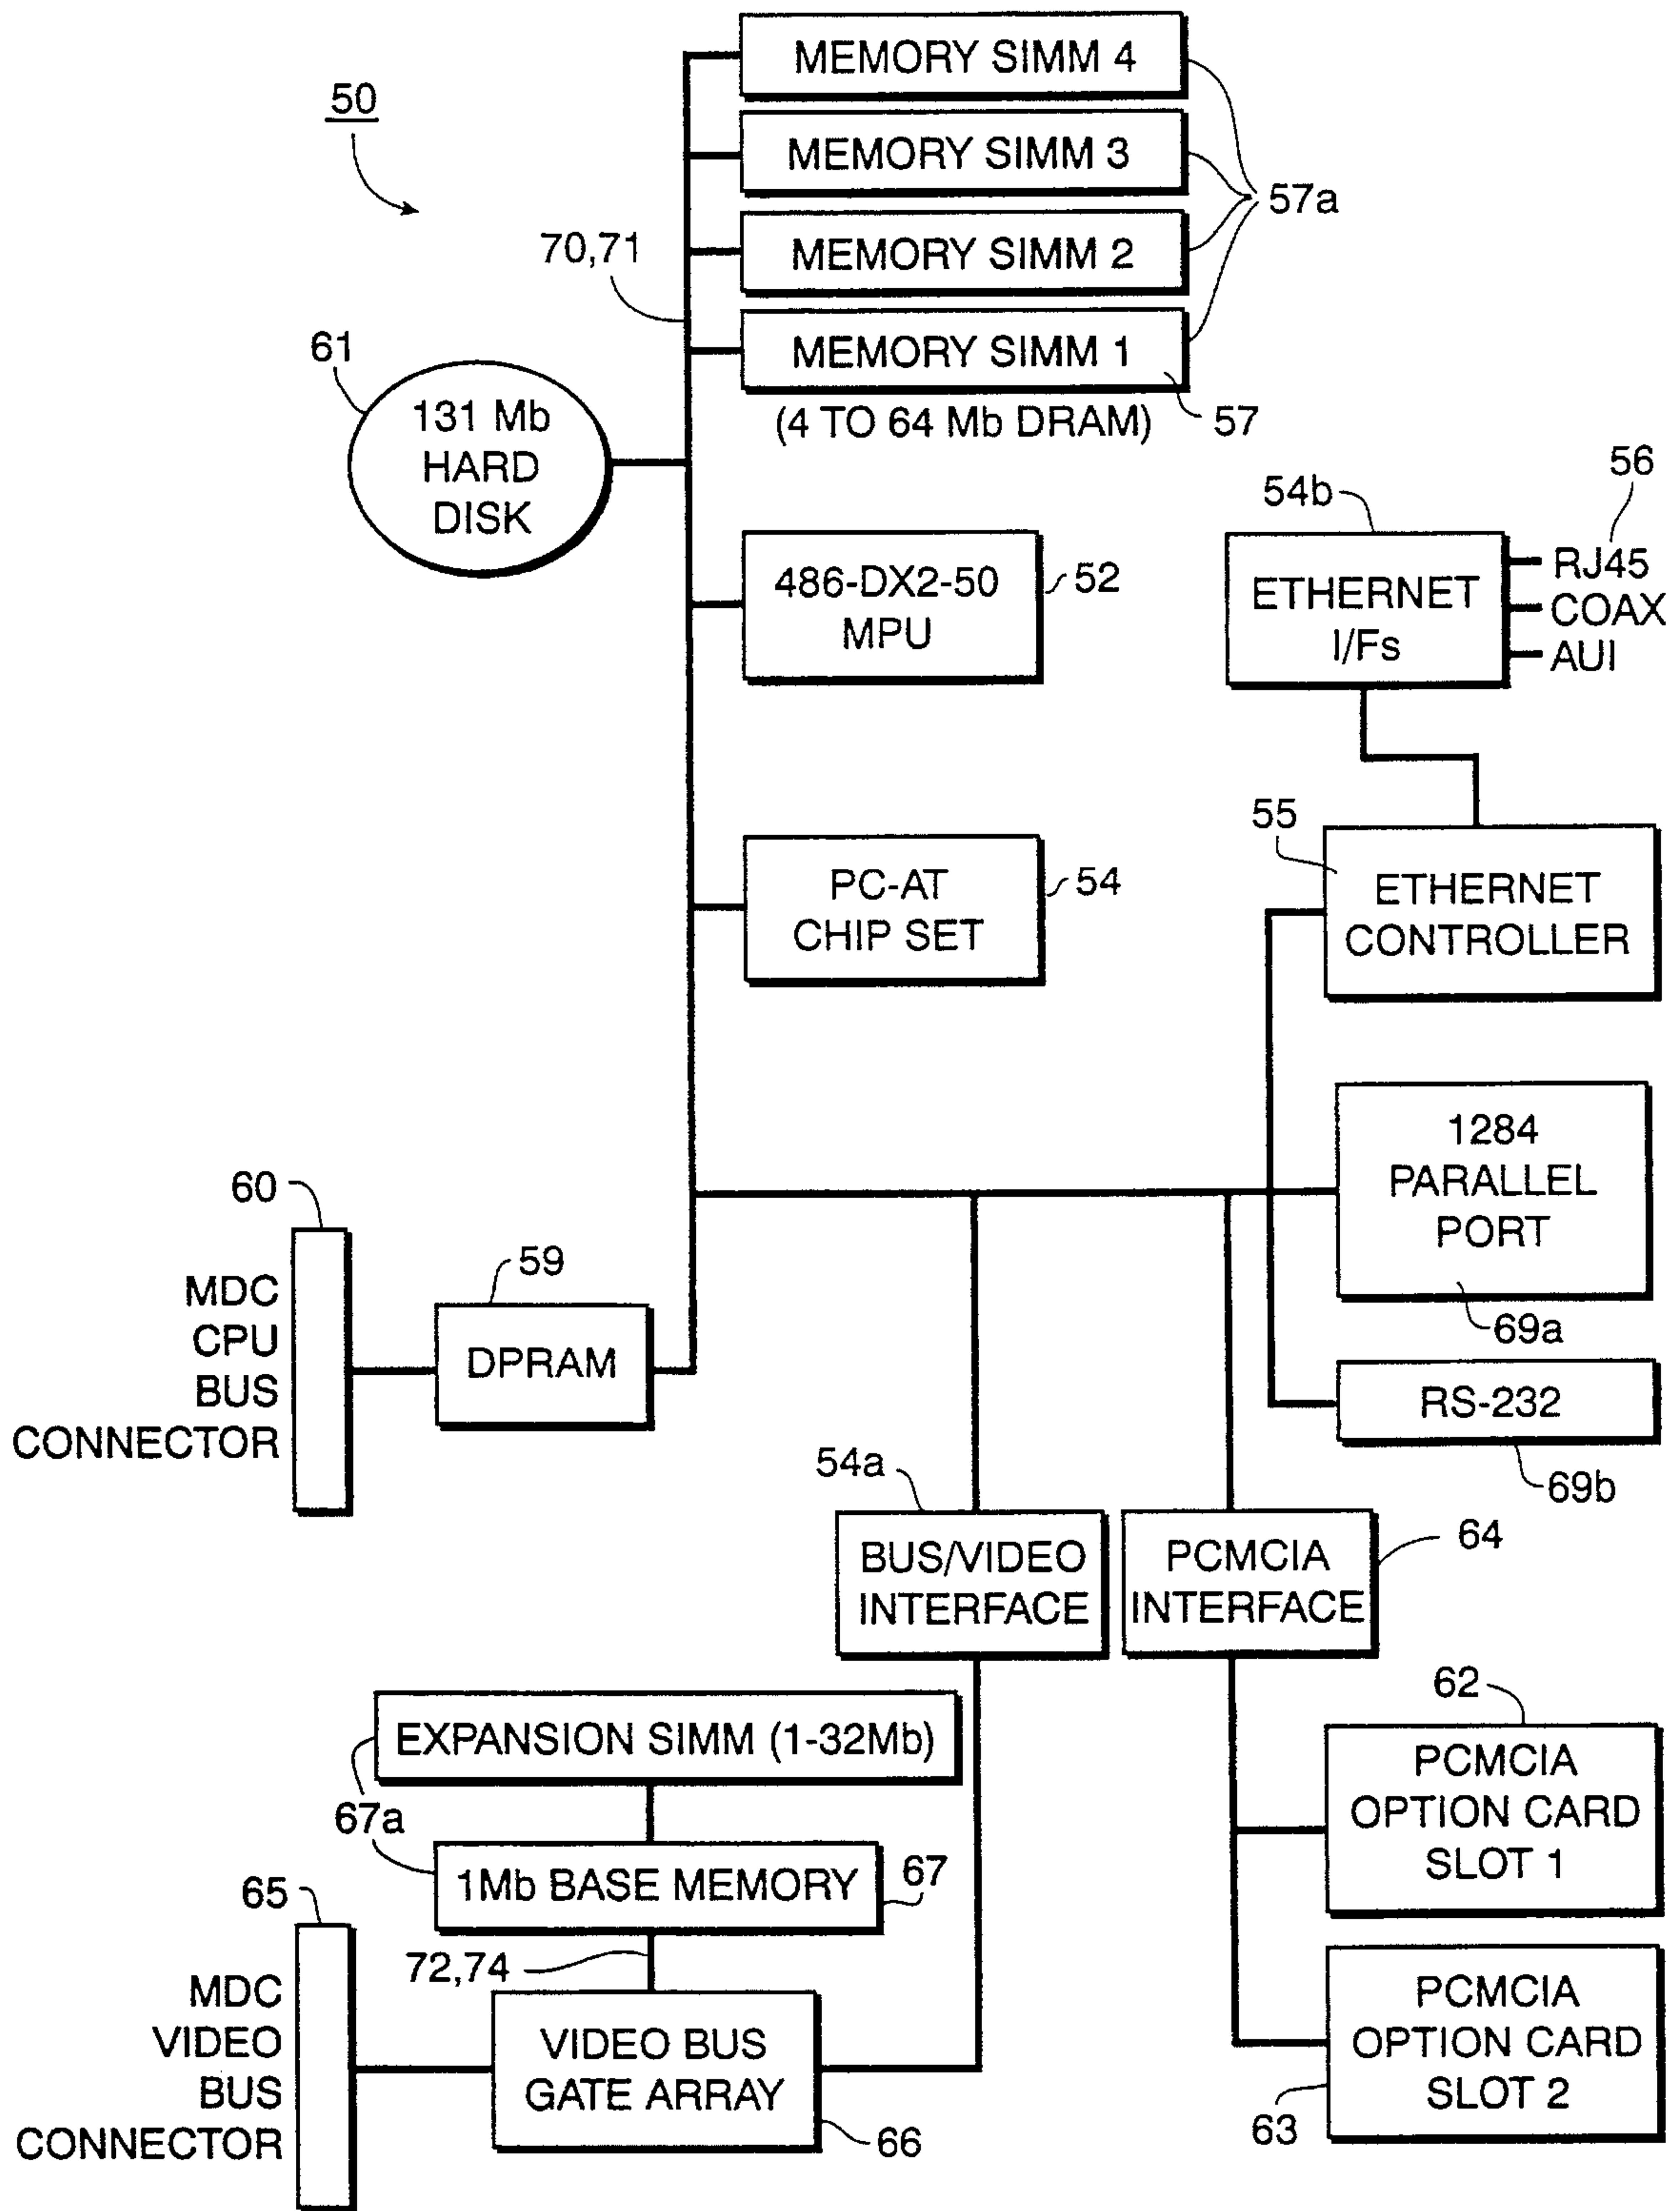 50
MEMORY SIMM 4
MEMORY SIMM 3
MEMORY SIMM 2
MEMORY SIMM 1
57a
70,71
57
(4 TO 64 Mb DRAM)
61
131 Mb
HARD
DISK
486-DX2-50
MPU
52
54b
56
ETHERNET
I/Fs
RJ45
COAX
AUI
PC-AT
CHIP SET
54
55
ETHERNET
CONTROLLER
1284
PARALLEL
PORT
69a
RS-232
69b
60
MDC
CPU
BUS
CONNECTOR
59
DPRAM
54a
BUS/VIDEO
INTERFACE
PCMCIA
INTERFACE
64
EXPANSION SIMM (1-32Mb)
67a
1Mb BASE MEMORY
67
72,74
65
MDC
VIDEO
BUS
CONNECTOR
VIDEO BUS
GATE ARRAY
66
62
PCMCIA
OPTION CARD
SLOT 1
PCMCIA
OPTION CARD
SLOT 2
63